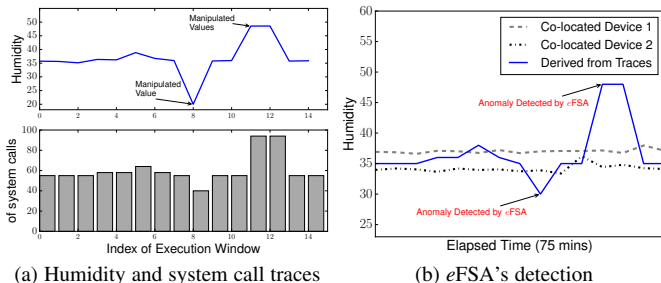 Manipulated
Values
Manipulated
Value
Humidity
50
45
40
35
30
25
20
0 2 4 6 8 10 12 14
of system calls
100
80
60
40
20
0
0 2 4 6 8 10 12 14
Index of Execution Window
(a) Humidity and system call traces
60
55
50
45
40
35
30
25
Humidity
Co-located Device 1
Co-located Device 2
Derived from Traces
Anomaly Detected by eFSA
Anomaly Detected by eFSA
Elapsed Time (75 mins)
(b) eFSA's detection